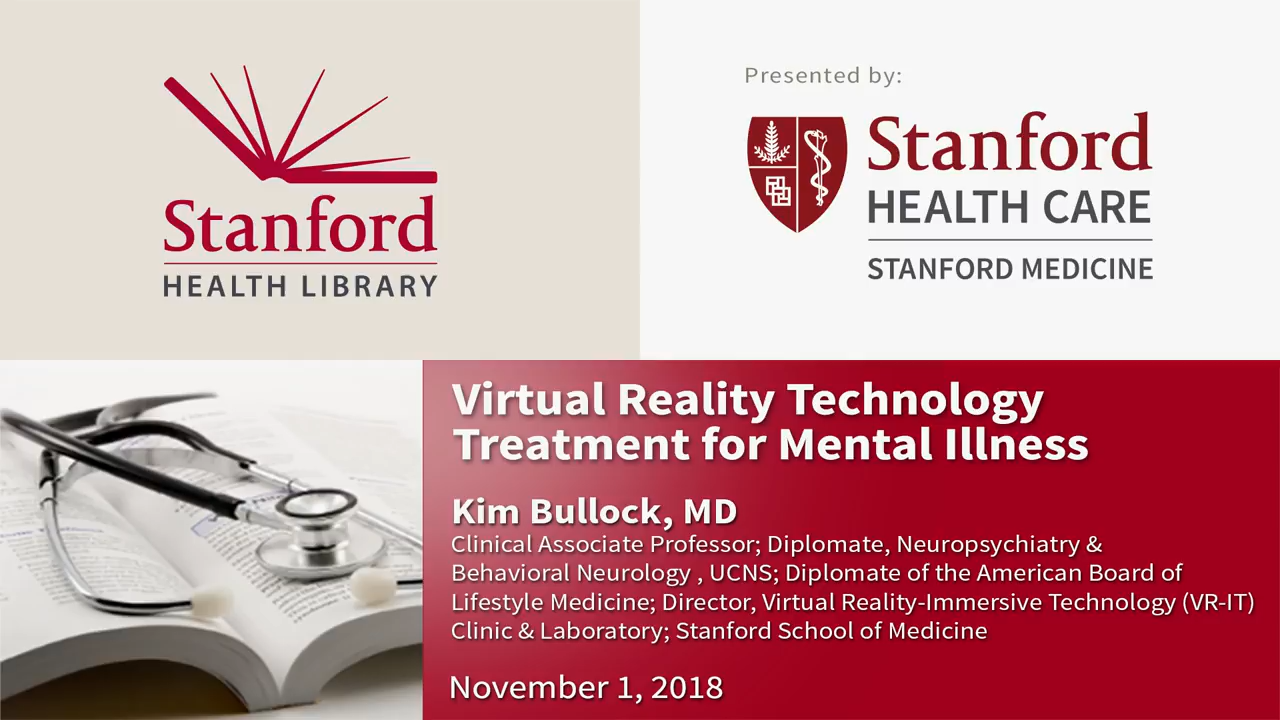 Stanford
HEALTH LIBRARY
Presented by:
Stanford
HEALTH CARE
STANFORD MEDICINE
Virtual Reality Technology
Treatment for Mental Illness
Kim Bullock, MD
Clinical Associate Professor; Diplomate, Neuropsychiatry &
Behavioral Neurology , UCNS; Diplomate of the American Board of
Lifestyle Medicine; Director, Virtual Reality-Immersive Technology (VR-IT)
Clinic & Laboratory; Stanford School of Medicine
November 1, 2018